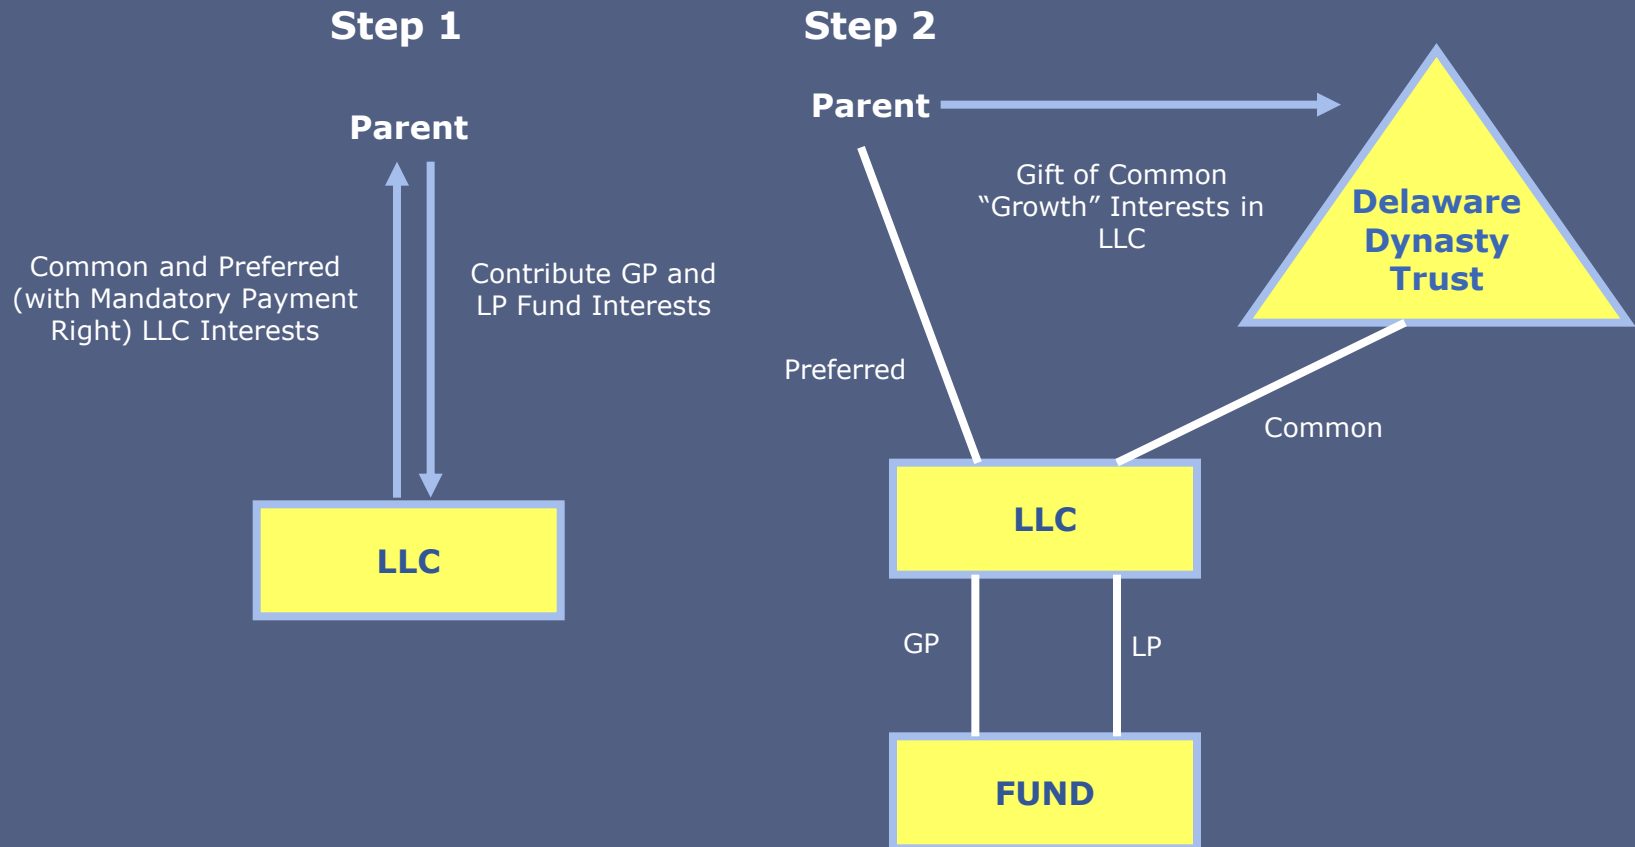 Step 1
Parent
Common and Preferred
(with Mandatory Payment
Right) LLC Interests
Contribute GP and
LP Fund Interests
LLC
Step 2
Parent
Gift of Common
“Growth” Interests in
LLC
Delaware
Dynasty
Trust
Preferred
Common
LLC
GP
LP
FUND